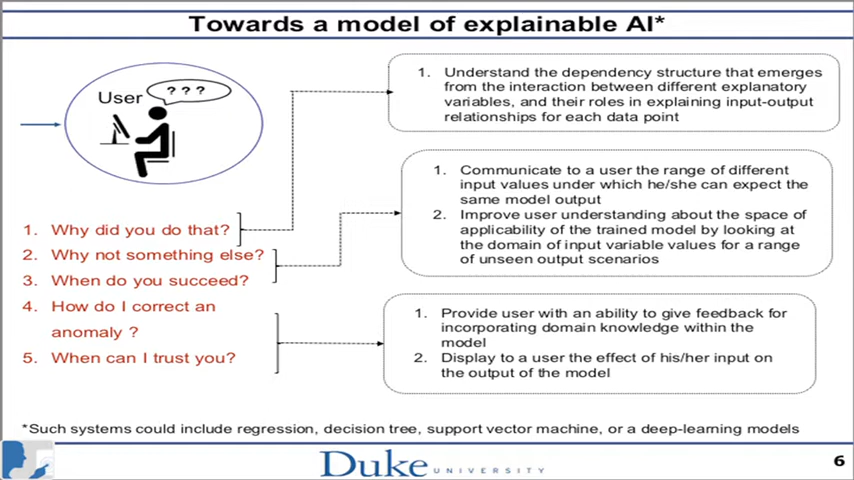 Towards a model of explainable AI*
User
? ? ?
1. Why did you do that?
2. Why not something else?
3. When do you succeed?
4. How do I correct an
anomaly ?
5. When can I trust you?
1. Understand the dependency structure that emerges
from the interaction between different explanatory
variables, and their roles in explaining input-output
relationships for each data point
1. Communicate to a user the range of different
input values under which he/she can expect the
same model output
2. Improve user understanding about the space of
applicability of the trained model by looking at
the domain of input variable values for a range
of unseen output scenarios
1. Provide user with an ability to give feedback for
incorporating domain knowledge within the
model
2. Display to a user the effect of his/her input on
the output of the model
*Such systems could include regression, decision tree, support vector machine, or a deep-learning models
Duke UNIVERSITY
6